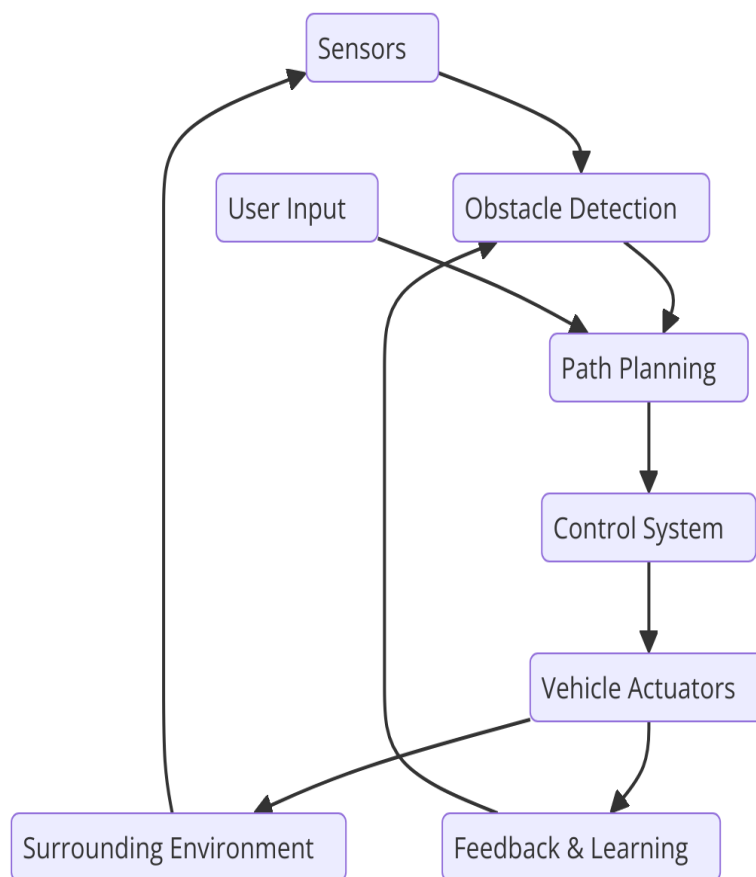 Sensors
User Input
Obstacle Detection
Path Planning
Control System
Vehicle Actuators
Surrounding Environment
Feedback & Learning